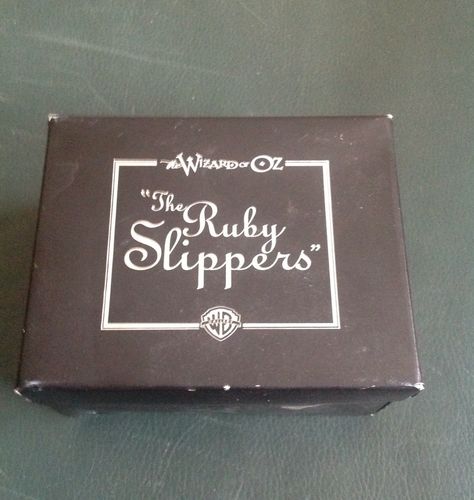 The WIZARD OF OZ
"The
Ruby
Slippers"
WB